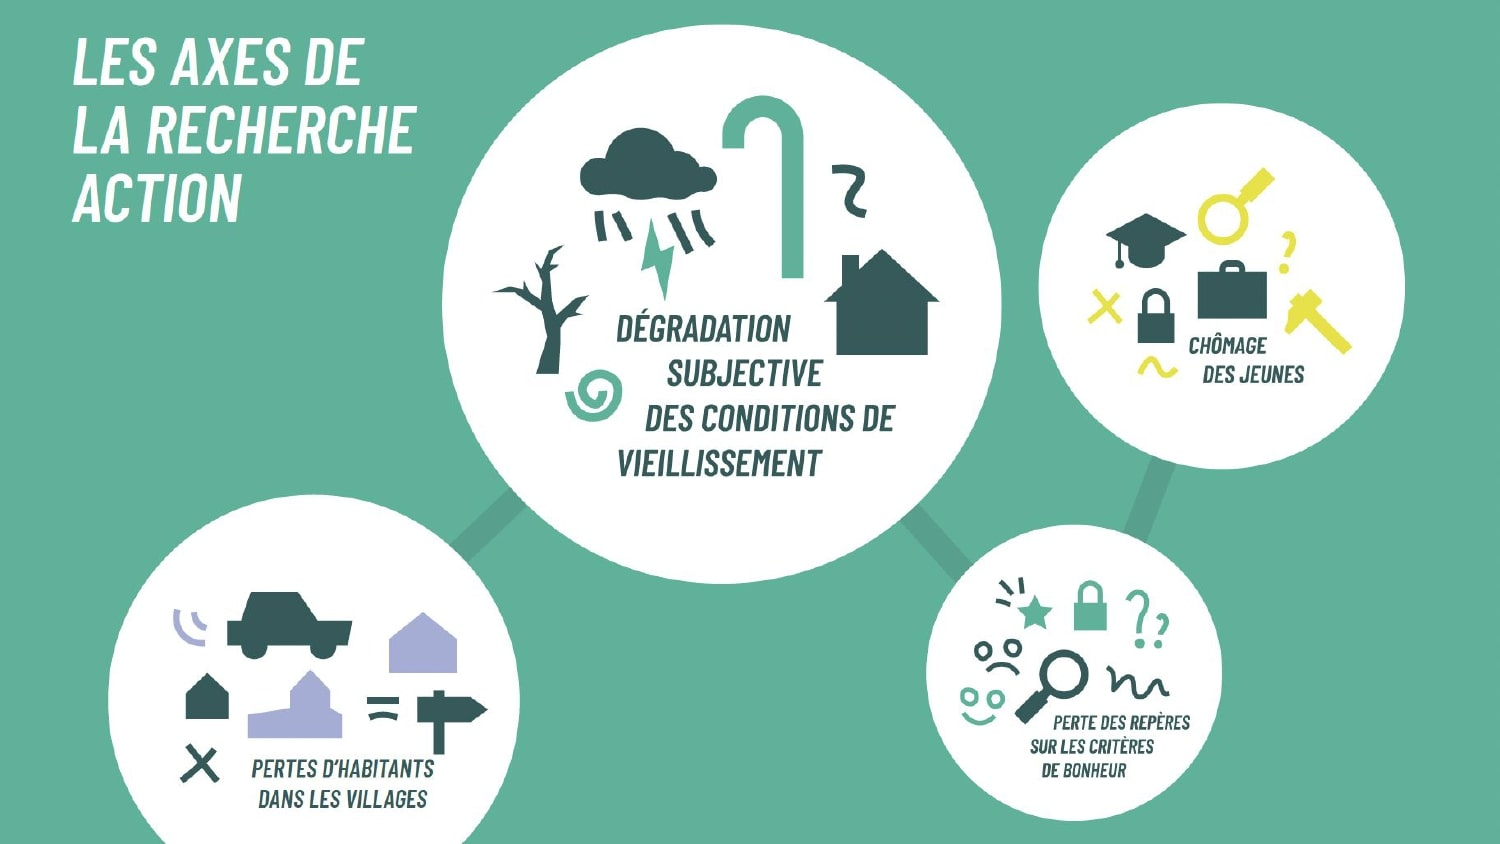 LES AXES DE
LA RECHERCHE
ACTION
DÉGRADATION
SUBJECTIVE
DES CONDITIONS DE
VIEILLISSEMENT
CHÔMAGE
DES JEUNES
PERTES D'HABITANTS
DANS LES VILLAGES
PERTE DES REPÈRES
SUR LES CRITÈRES
DE BONHEUR